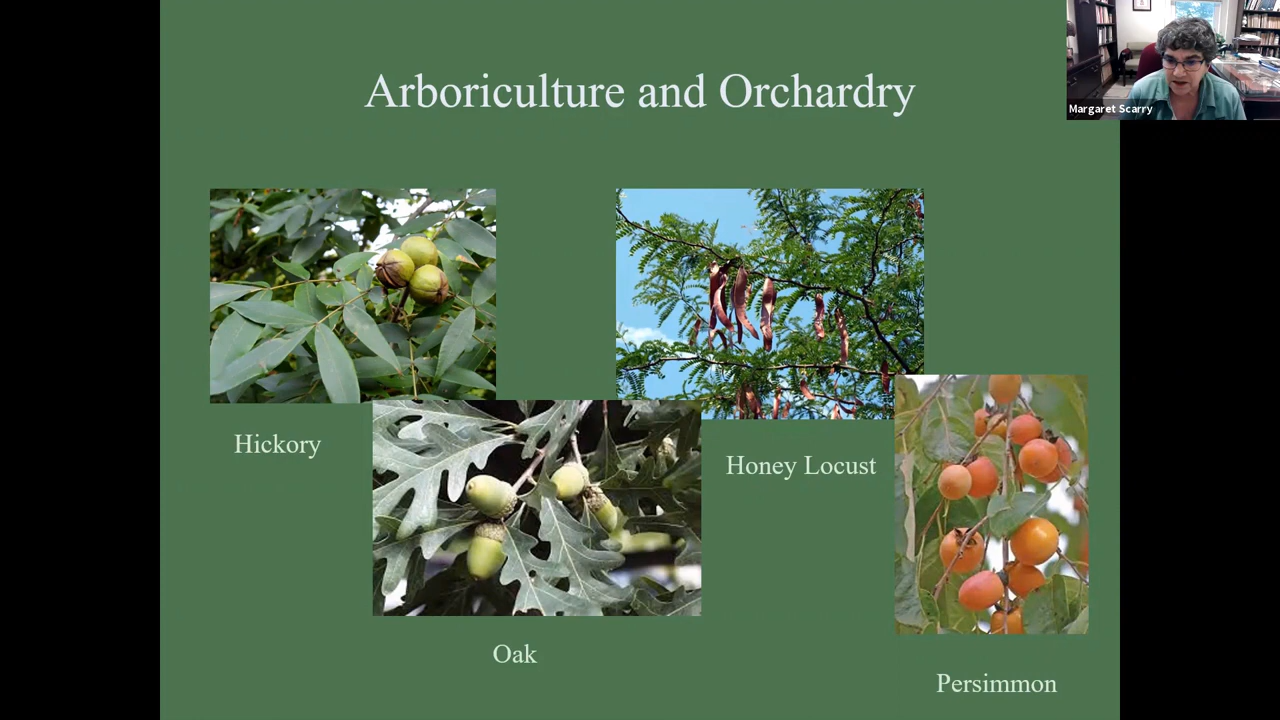 Arboriculture and Orchardry
Margaret Scarry
Hickory
Honey Locust
Oak
Persimmon